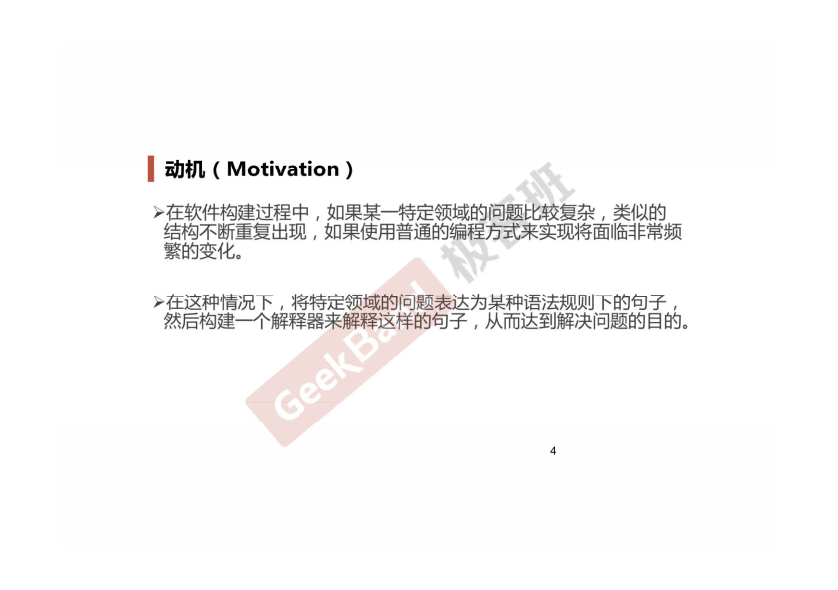 动机（Motivation）
➢在软件构建过程中，如果某一特定领域的问题比较复杂，类似的
结构不断重复出现，如果使用普通的编程方式来实现将面临非常频
繁的变化。
➢在这种情况下，将特定领域的问题表达为某种语法规则下的句子，
然后构建一个解释器来解释这样的句子，从而达到解决问题的目的。
GeekBand 极客班
4